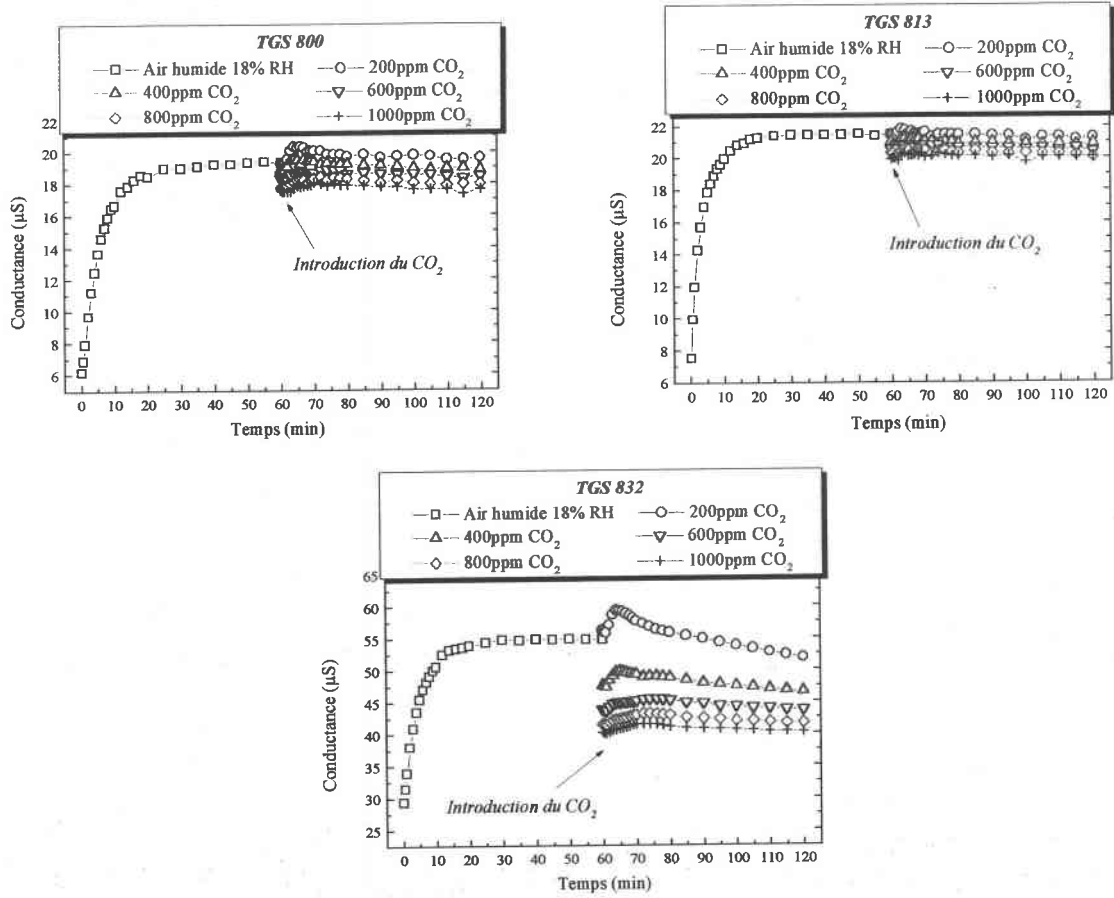 TGS 800
Air humide 18% RH
200ppm CO₂
400ppm CO₂
600ppm CO₂
800ppm CO₂
1000ppm CO₂
22
20
18
16
14
12
10
8
6
Conductance (µS)
Introduction du CO₂
0 10 20 30 40 50 60 70 80 90 100 110 120
Temps (min)
TGS 813
Air humide 18% RH
200ppm CO₂
400ppm CO₂
600ppm CO₂
800ppm CO₂
1000ppm CO₂
22
20
18
16
14
12
10
8
6
Conductance (µS)
Introduction du CO₂
0 10 20 30 40 50 60 70 80 90 100 110 120
Temps (min)
TGS 832
Air humide 18% RH
200ppm CO₂
400ppm CO₂
600ppm CO₂
800ppm CO₂
1000ppm CO₂
65
60
55
50
45
40
35
30
25
Conductance (µS)
Introduction du CO₂
0 10 20 30 40 50 60 70 80 90 100 110 120
Temps (min)